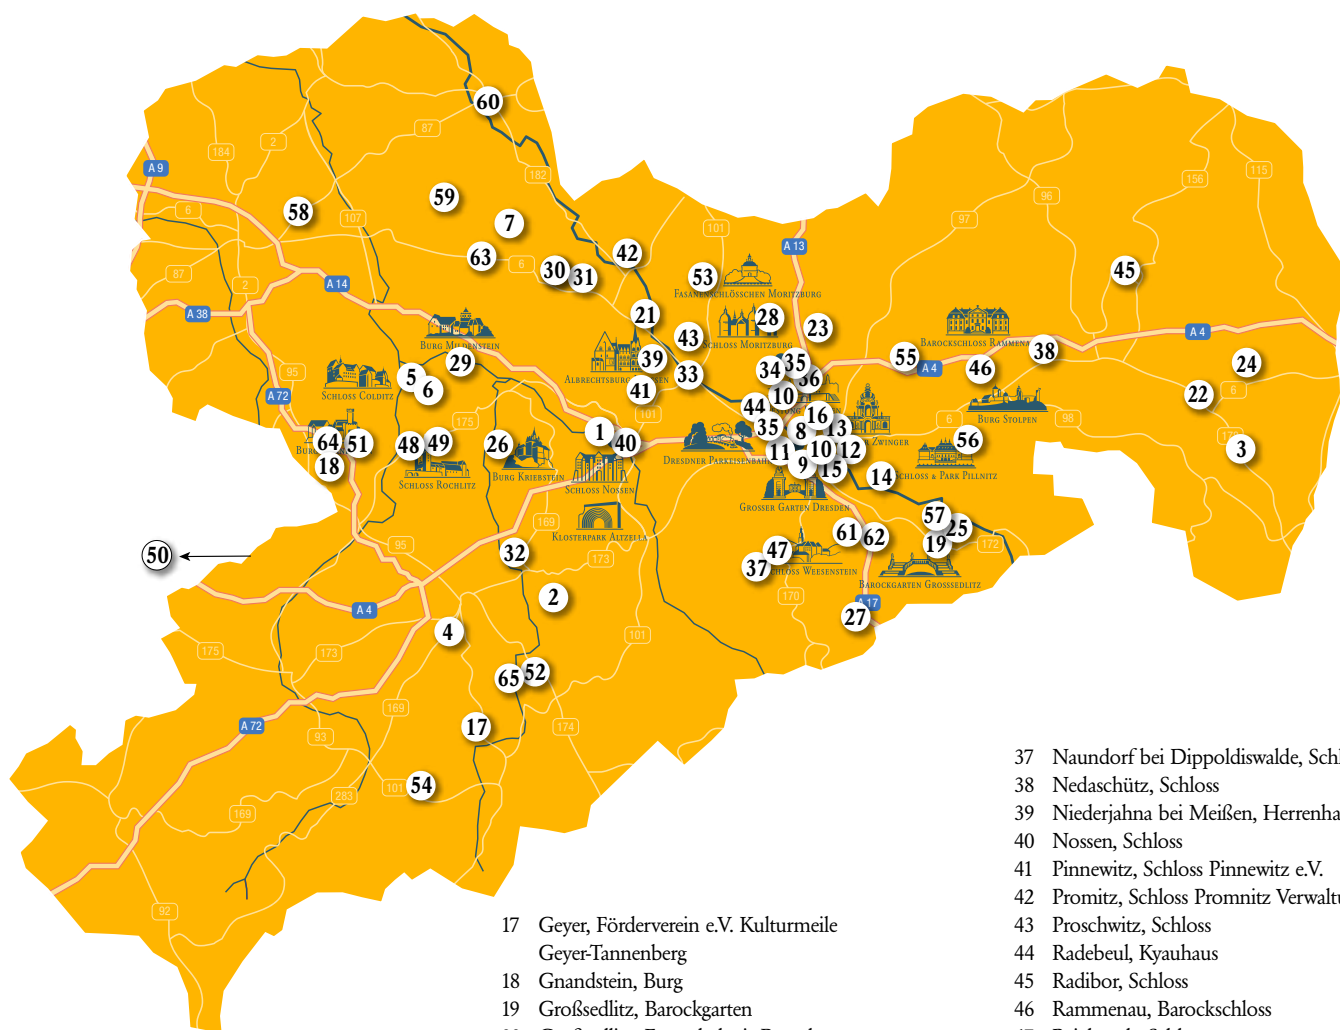 60
87
2
184
A 9
182
59
58
6
107
7
115
156
96
97
101
42
A 13
63
6
30
31
53
45
87
2
A 14
FASANENSCHLÖSSCHEN MORITZBURG
A 38
21
28
23
BURG MILDENSTEIN
43
SCHLOSS MORITZBURG
BAROCKSCHLOSS RAMMENAU
38
A 4
39
29
55
A 4
46
24
95
5
6
34
35
36
33
ALBRECHTSBURG
SCHLOSS COLDITZ
A 72
41
101
10
44
16
22
6
BURG STOLPEN
98
175
1
40
35
8
13
ZWINGER
6
56
3
64
51
48
49
26
18
DRESDNER PARKEISENBAHN
11
10
12
9
15
14
SCHLOSS & PARK PILLNITZ
SCHLOSS ROCHLITZ
BURG KRIEBSTEIN
SCHLOSS NOSSEN
GROSSER GARTEN DRESDEN
169
KLOSTERPARK ALTZELLA
57
25
61
62
19
172
50
95
32
173
47
37
SCHLOSS WEESENSTEIN
BAROCKGARTEN GROSSSEDLITZ
2
170
A 17
27
A 4
4
101
175
173
65
52
169
17
174
A 72
93
54
101
283
169
92
17 Geyer, Förderverein e.V. Kulturmeile
Geyer-Tannenberg
18 Gnandstein, Burg
19 Großsedlitz, Barockgarten
37 Naundorf bei Dippoldiswalde,
38 Nedaschütz, Schloss
39 Niederjahna bei Meißen,
40 Nossen, Schloss
41 Pinnewitz, Schloss Pinnewitz e.V.
42 Promitz, Schloss Promnitz
43 Proschwitz, Schloss
44 Radebeul, Kyauhaus
45 Radibor, Schloss
46 Rammenau, Barockschloss